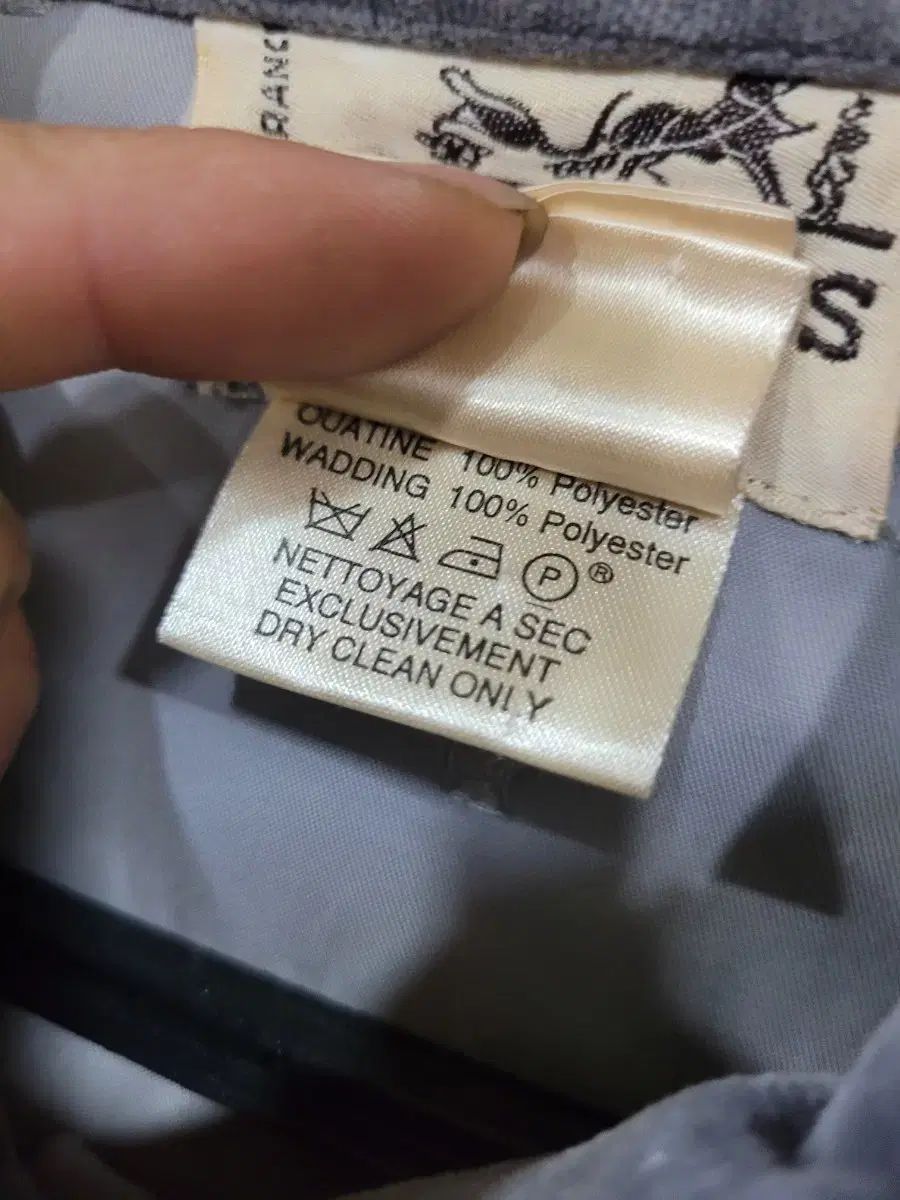 OUATINE 100% Polyester
WADDING 100% Polyester
P ®
NETTOYAGE A SEC
EXCLUSIVEMENT
DRY CLEAN ONLY